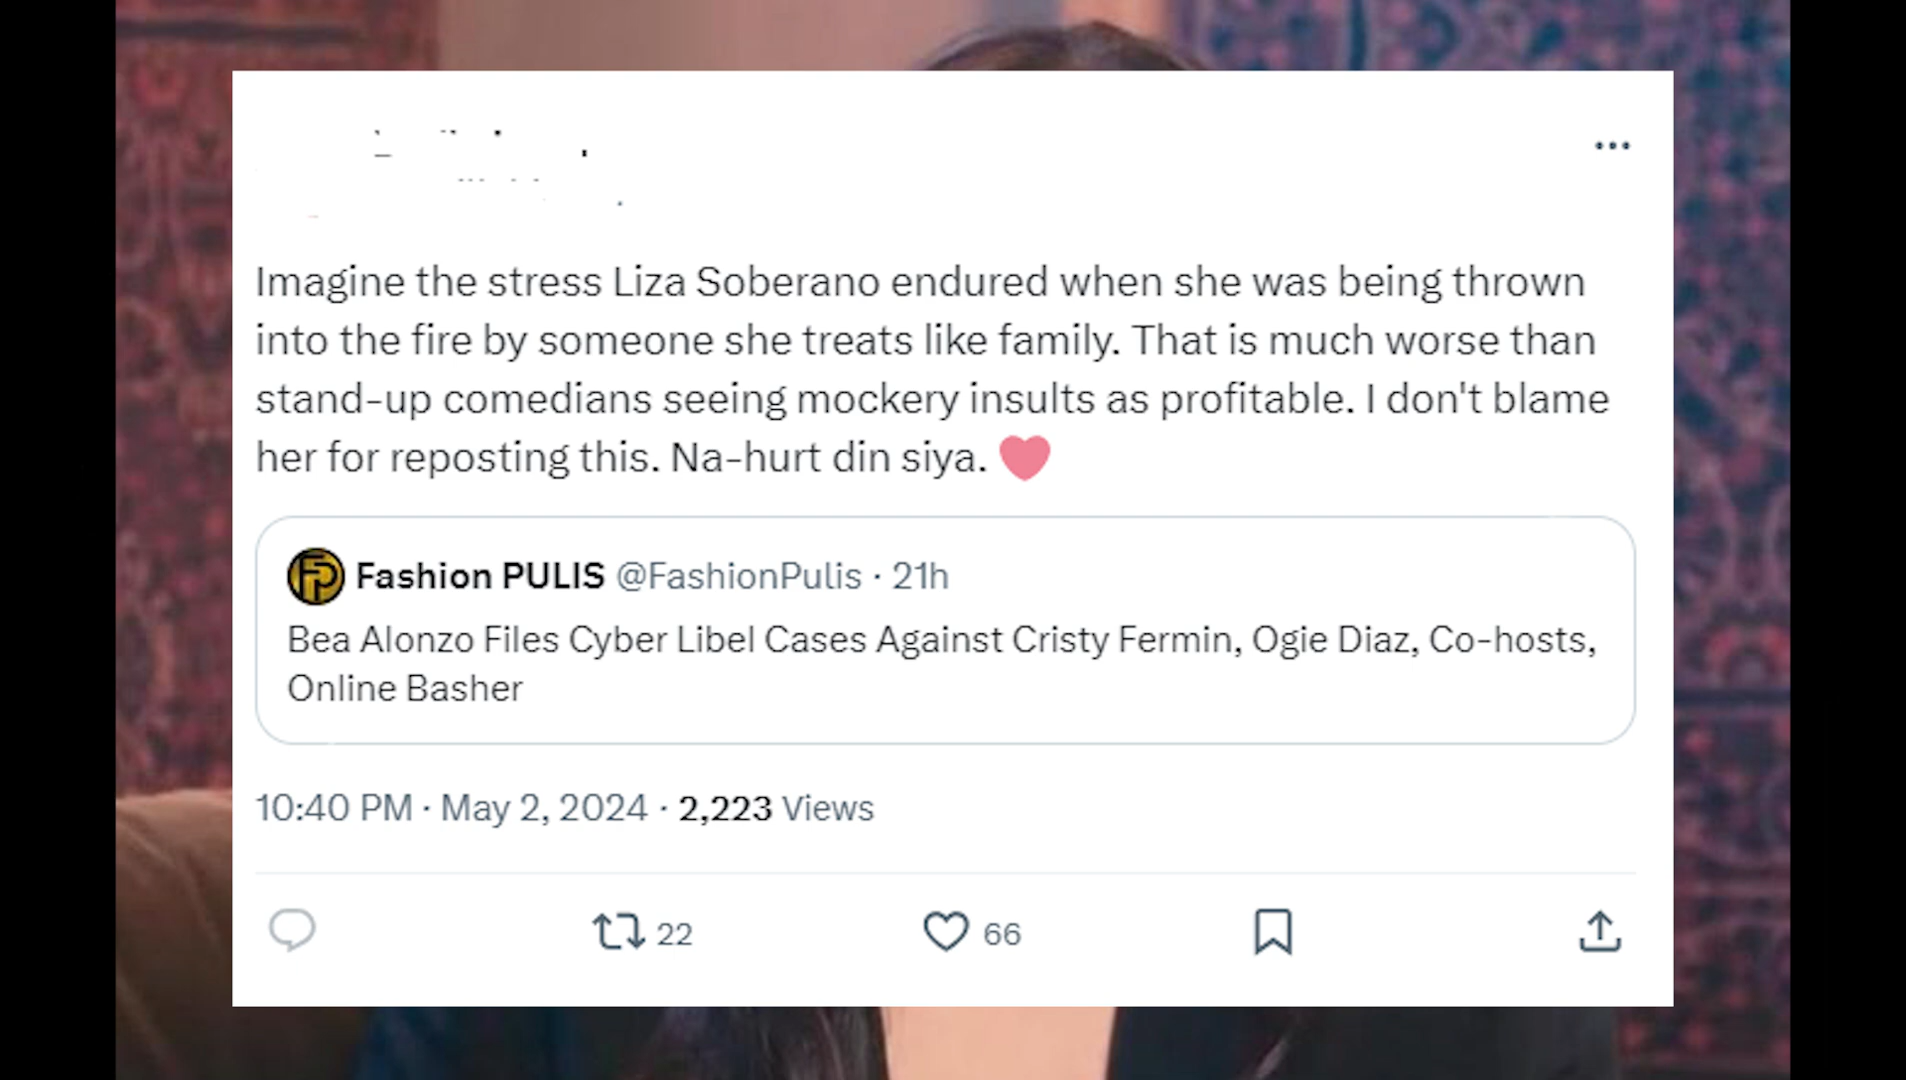 Imagine the stress Liza Soberano endured when she was being thrown
into the fire by someone she treats like family. That is much worse than
stand-up comedians seeing mockery insults as profitable. I don't blame
her for reposting this. Na-hurt din siya.
Fashion PULIS @FashionPulis · 21h
Bea Alonzo Files Cyber Libel Cases Against Cristy Fermin, Ogie Diaz, Co-hosts,
Online Basher
10:40 PM · May 2, 2024 · 2,223 Views
22 66